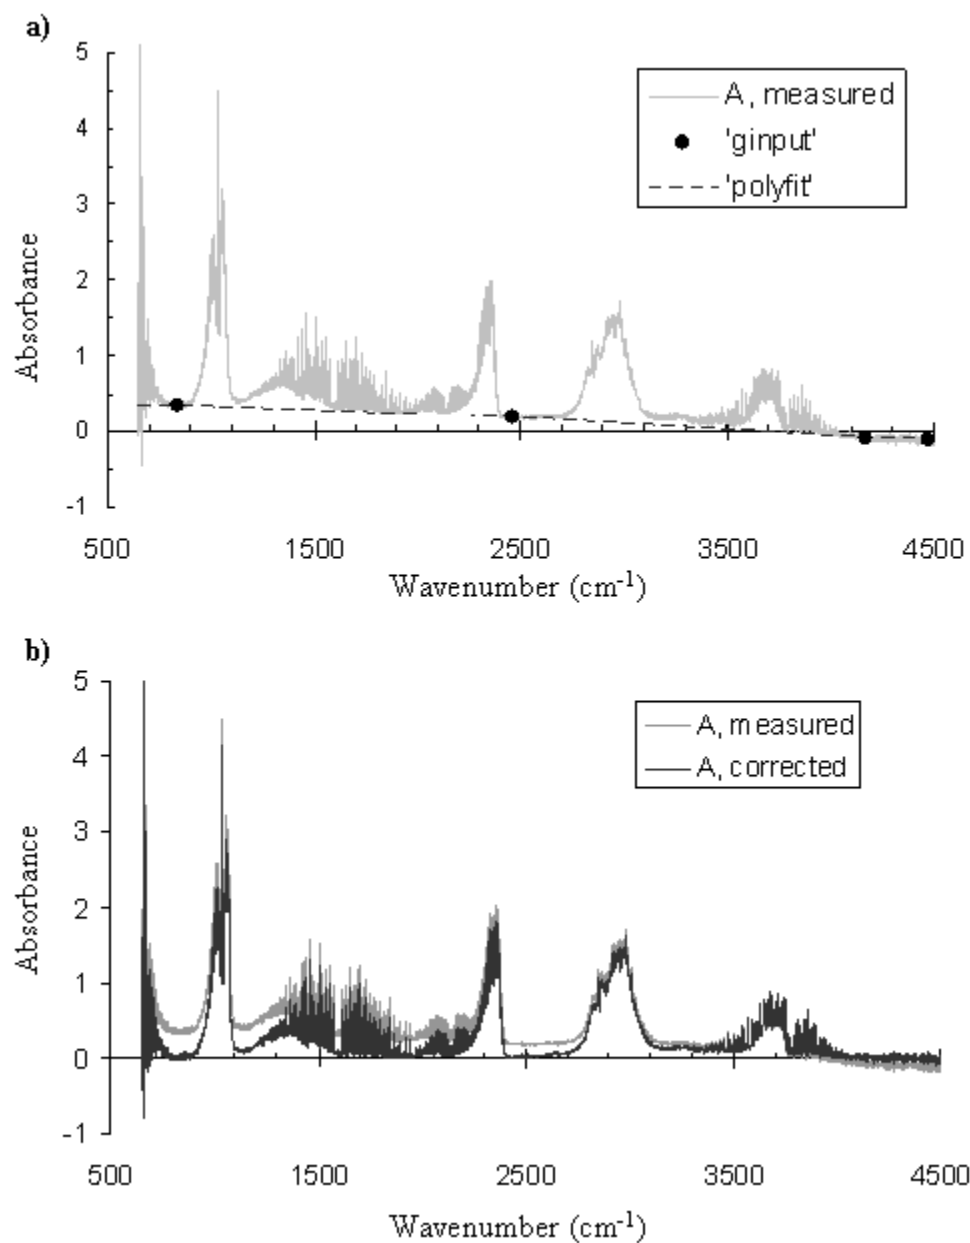 a)
5
4
3
2
1
0
-1
Absorbance
A, measured
'ginput'
'polyfit'
500 1500 2500 3500 4500
Wavenumber (cm-1)
b)
5
4
3
2
1
0
-1
Absorbance
A, measured
A, corrected
500 1500 2500 3500 4500
Wavenumber (cm-1)